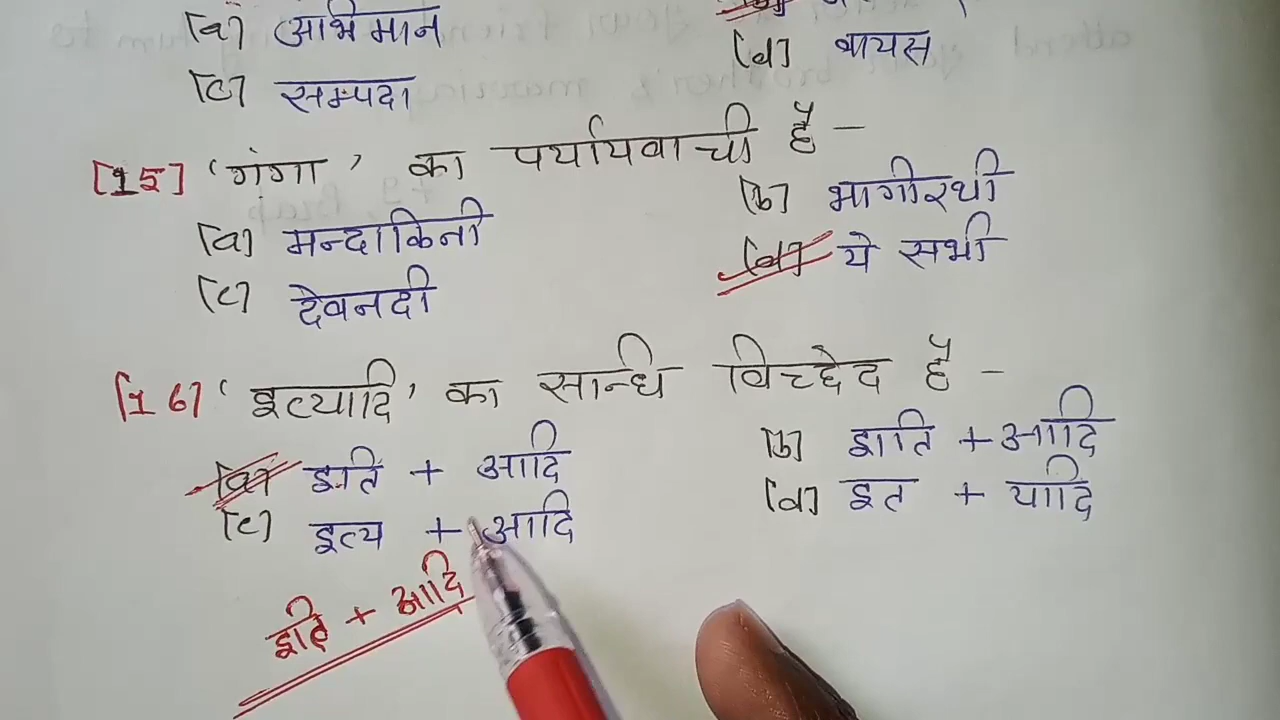 [a] अभिमान
[d] वायस
[c] सम्पदा
[15] 'गंगा' का पर्यायवाची है -
[a] मन्दाकिनी [b] भागीरथी
[c] देवनदी [d] ये सभी
[16] 'इत्यादि' का सन्धि विच्छेद है -
[a] इति + आदि [b] इाति + आदि
[c] इत्य + आदि [d] इत + यादि
इति + आदि